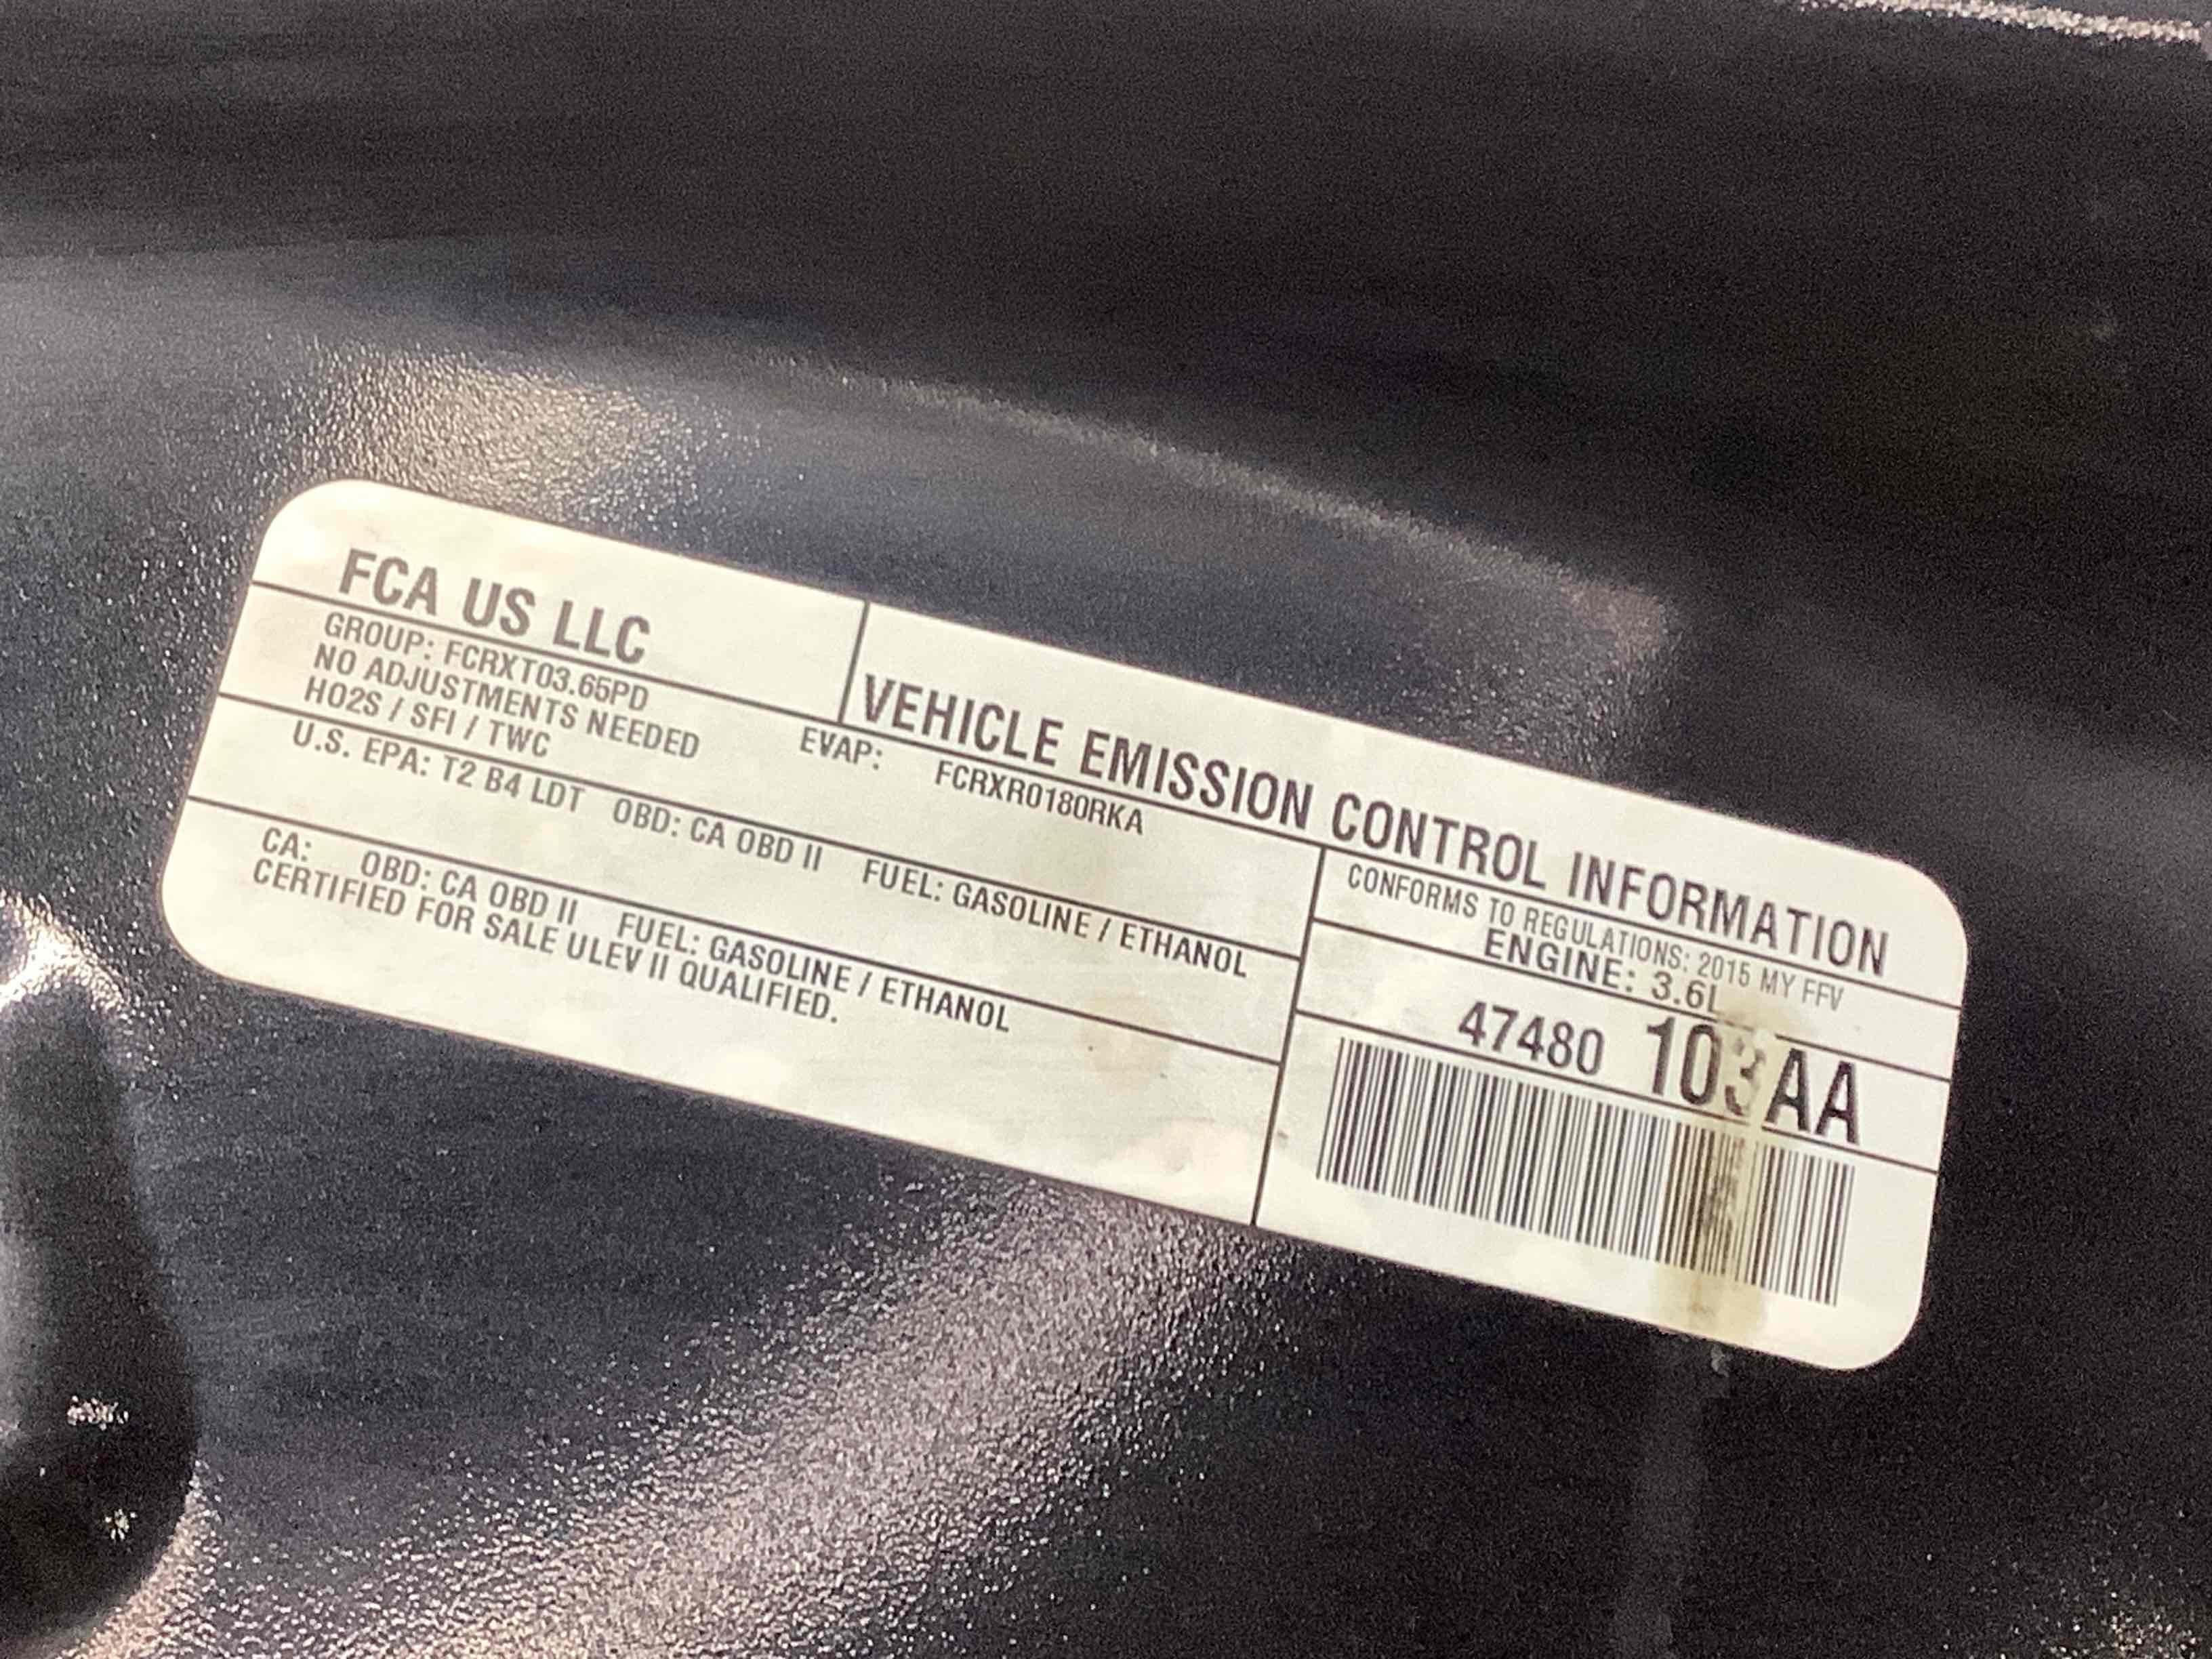 FCA US LLC
VEHICLE EMISSION CONTROL INFORMATION
GROUP: FCRXT03.65PD
EVAP: FCRXR0180RKA
NO ADJUSTMENTS NEEDED
HO2S / SFI / TWC
U.S. EPA: T2 B4 LDT OBD: CA OBD II FUEL: GASOLINE / ETHANOL
CA: OBD: CA OBD II FUEL: GASOLINE / ETHANOL
CERTIFIED FOR SALE ULEV II QUALIFIED.
CONFORMS TO REGULATIONS: 2015 MY FFV
ENGINE: 3.6L
47480 103AA